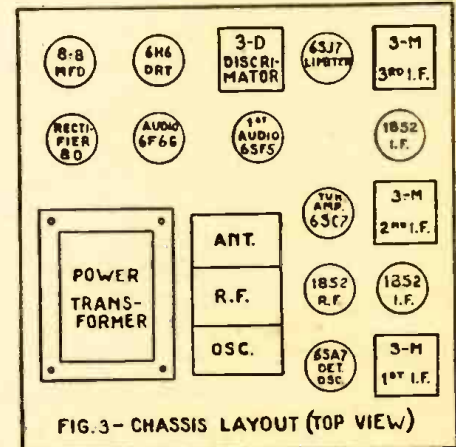 8-8
MFD
6H6
DRT
3-D
DISCRI-
MATOR
6SJ7
LIMITER
3-M
3RD I.F.
RECTI-
FIER
80
AUDIO
6F6G
1ST
AUDIO
6SF5
1852
I.F.
TUN.
AMP.
6SC7
3-M
2ND I.F.
POWER
TRANS-
FORMER
ANT.
R.F.
OSC.
1852
R.F.
1852
I.F.
6SA7
DET.
OSC.
3-M
1ST I.F.
FIG. 3 - CHASSIS LAYOUT (TOP VIEW)